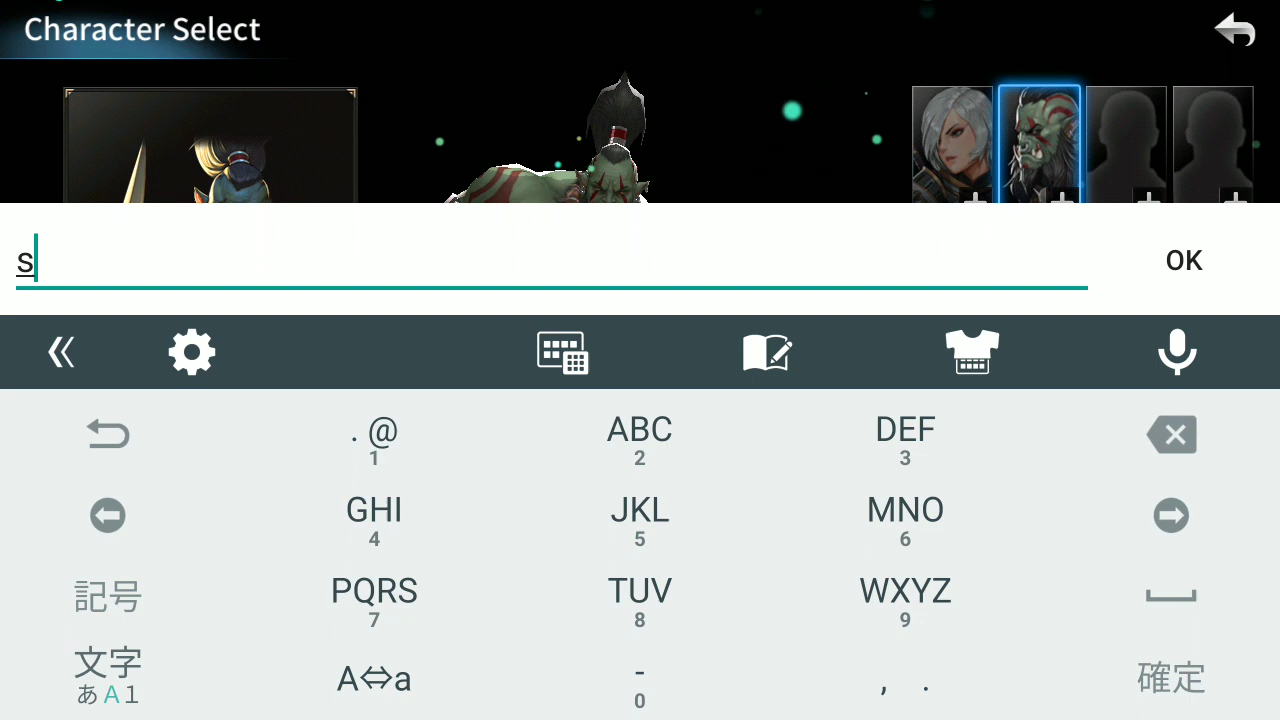 Character Select
s
OK
. @
1
ABC
2
DEF
3
GHI
4
JKL
5
MNO
6
記号
PQRS
7
TUV
8
WXYZ
9
文字
あA1
A⇔a
-
0
, .
確定